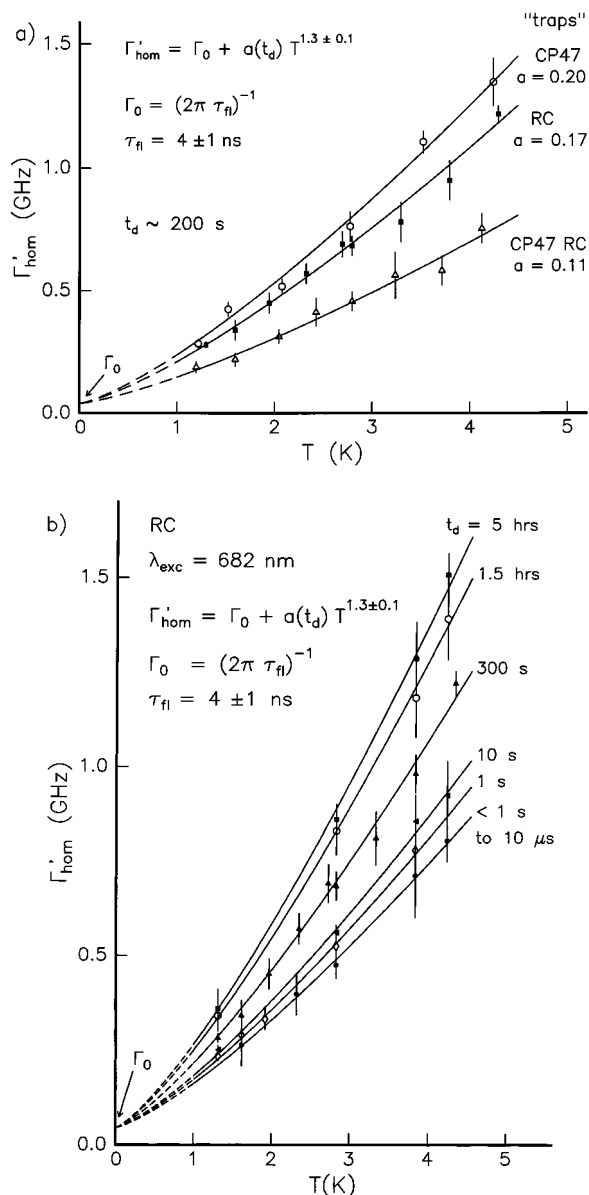 a)
"traps"
Γ'hom = Γ0 + a(td) T^1.3 ± 0.1
CP47
a = 0.20
Γ0 = (2π τfl)^-1
RC
τfl = 4 ±1 ns
a = 0.17
td ~ 200 s
CP47 RC
a = 0.11
Γ'hom (GHz)
1.5
1.0
0.5
0.0
Γ0
0 1 2 3 4 5
T (K)
b)
RC
td = 5 hrs
λexc = 682 nm
1.5 hrs
Γ'hom = Γ0 + a(td) T^1.3±0.1
Γ0 = (2π τfl)^-1
300 s
τfl = 4 ±1 ns
10 s
1 s
< 1 s
to 10 μs
Γ'hom (GHz)
1.5
1.0
0.5
0.0
Γ0
0 1 2 3 4 5
T(K)